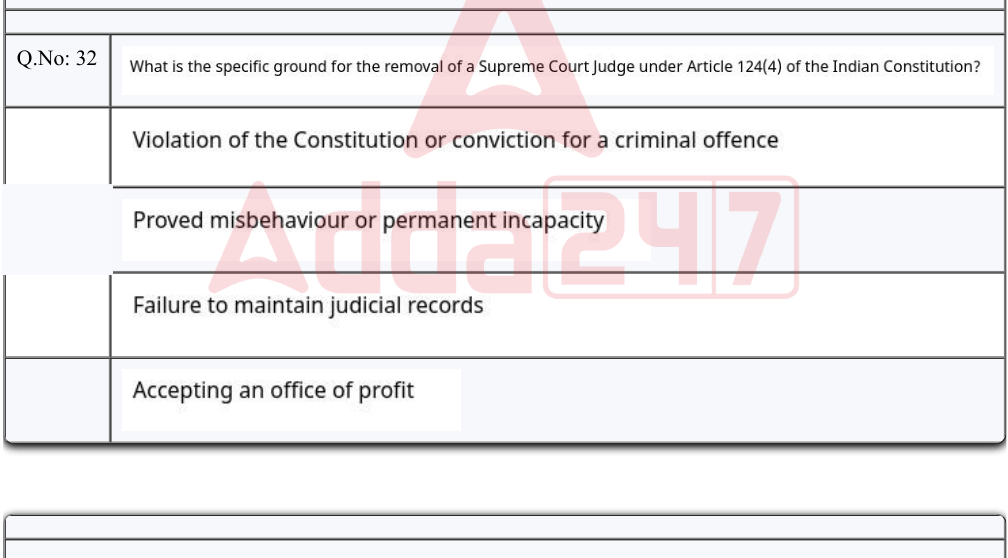 Q.No: 32
What is the specific ground for the removal of a Supreme Court Judge under Article 124(4) of the Indian Constitution?
Violation of the Constitution or conviction for a criminal offence
Proved misbehaviour or permanent incapacity
Adda247
Failure to maintain judicial records
Accepting an office of profit